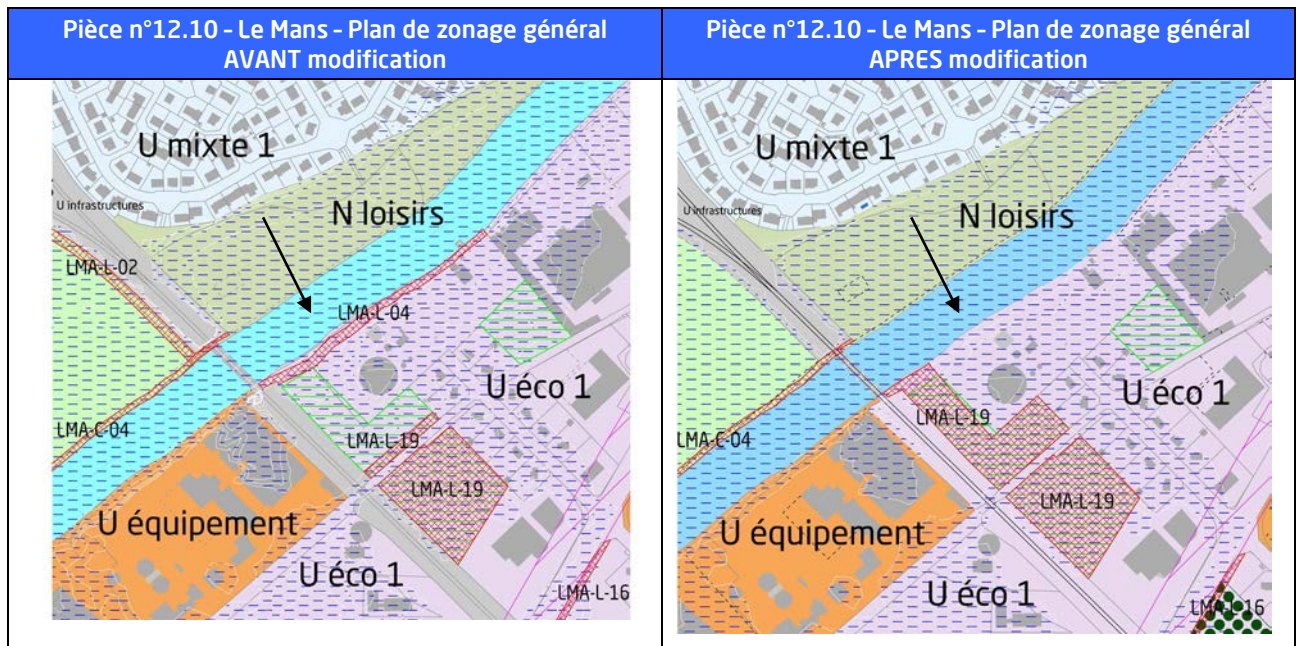 Pièce n°12.10 – Le Mans – Plan de zonage général
AVANT modification
Pièce n°12.10 – Le Mans – Plan de zonage général
APRES modification
U mixte 1
U infrastructures
N loisirs
LMA-L-02
LMA-L-04
U éco 1
LMA-C-04
LMA-L-19
LMA-L-19
U équipement
U éco 1
LMA-L-16
U mixte 1
U infrastructures
N loisirs
U éco 1
LMA-L-19
LMA-C-04
LMA-L-19
U équipement
U éco 1
LMA-L-16